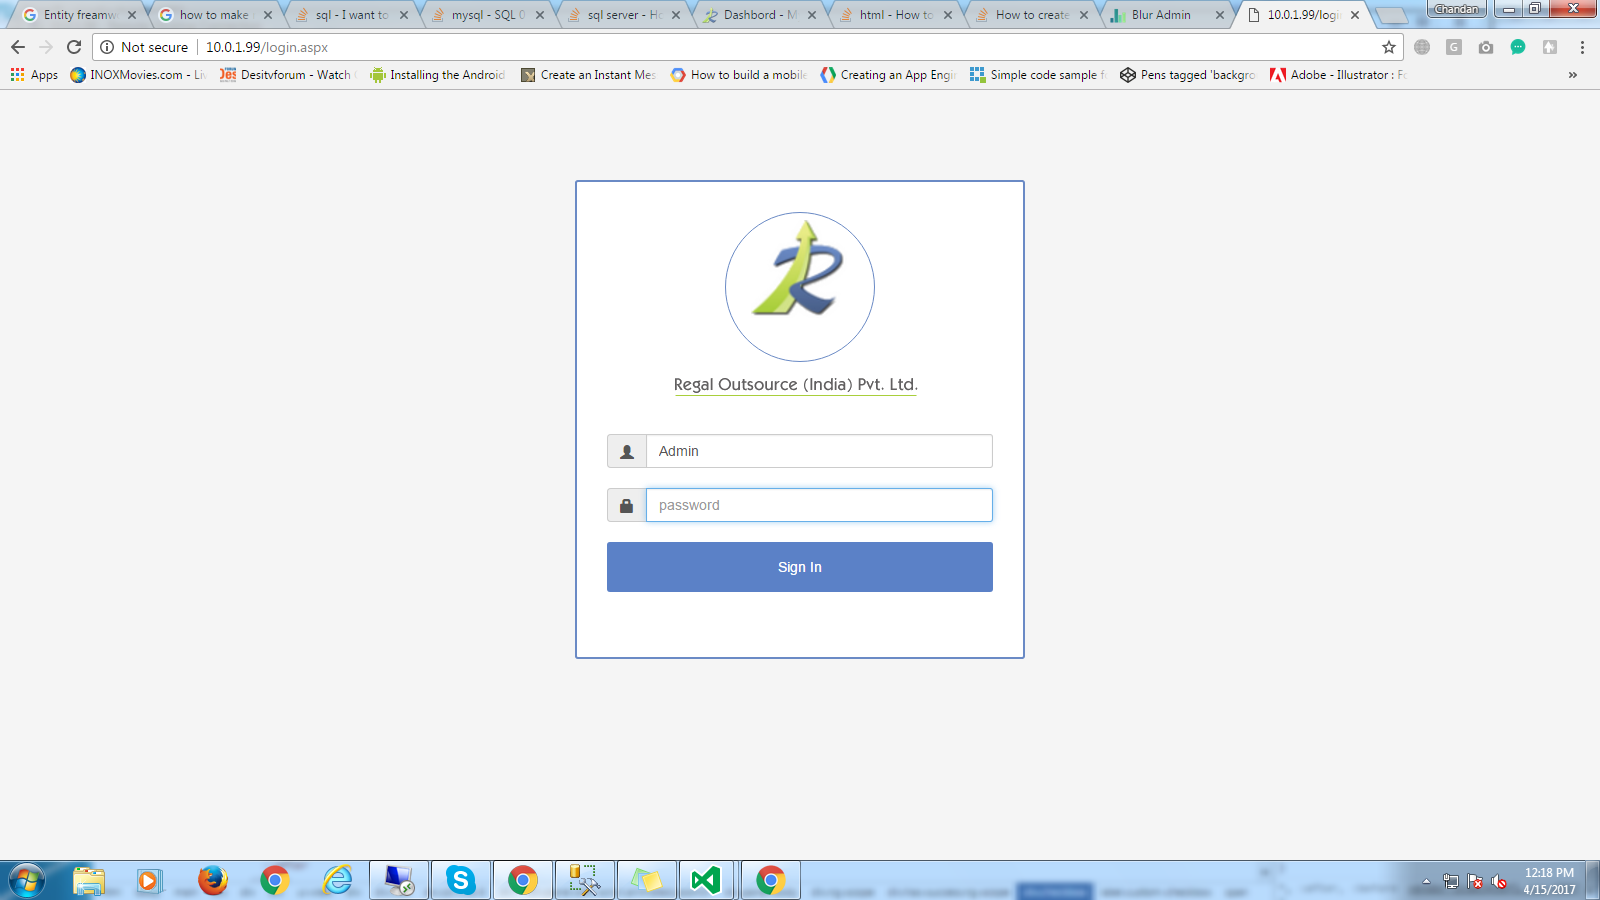 Entity freamwo
how to make
sql - I want to
mysql - SQL
sql server - Ho
Dashbord - M
html - How to
How to create
Blur Admin
10.0.1.99/logi
Chandan
Not secure
10.0.1.99/login.aspx
Apps
INOXMovies.com - Liv
Desitvforum - Watch
Installing the Android
Create an Instant Mes
How to build a mobile
Creating an App Engi
Simple code sample f
Pens tagged 'backgro
Adobe - Illustrator : Fo
»
Regal Outsource (India) Pvt. Ltd.
Admin
password
Sign In
12:18 PM
4/15/2017